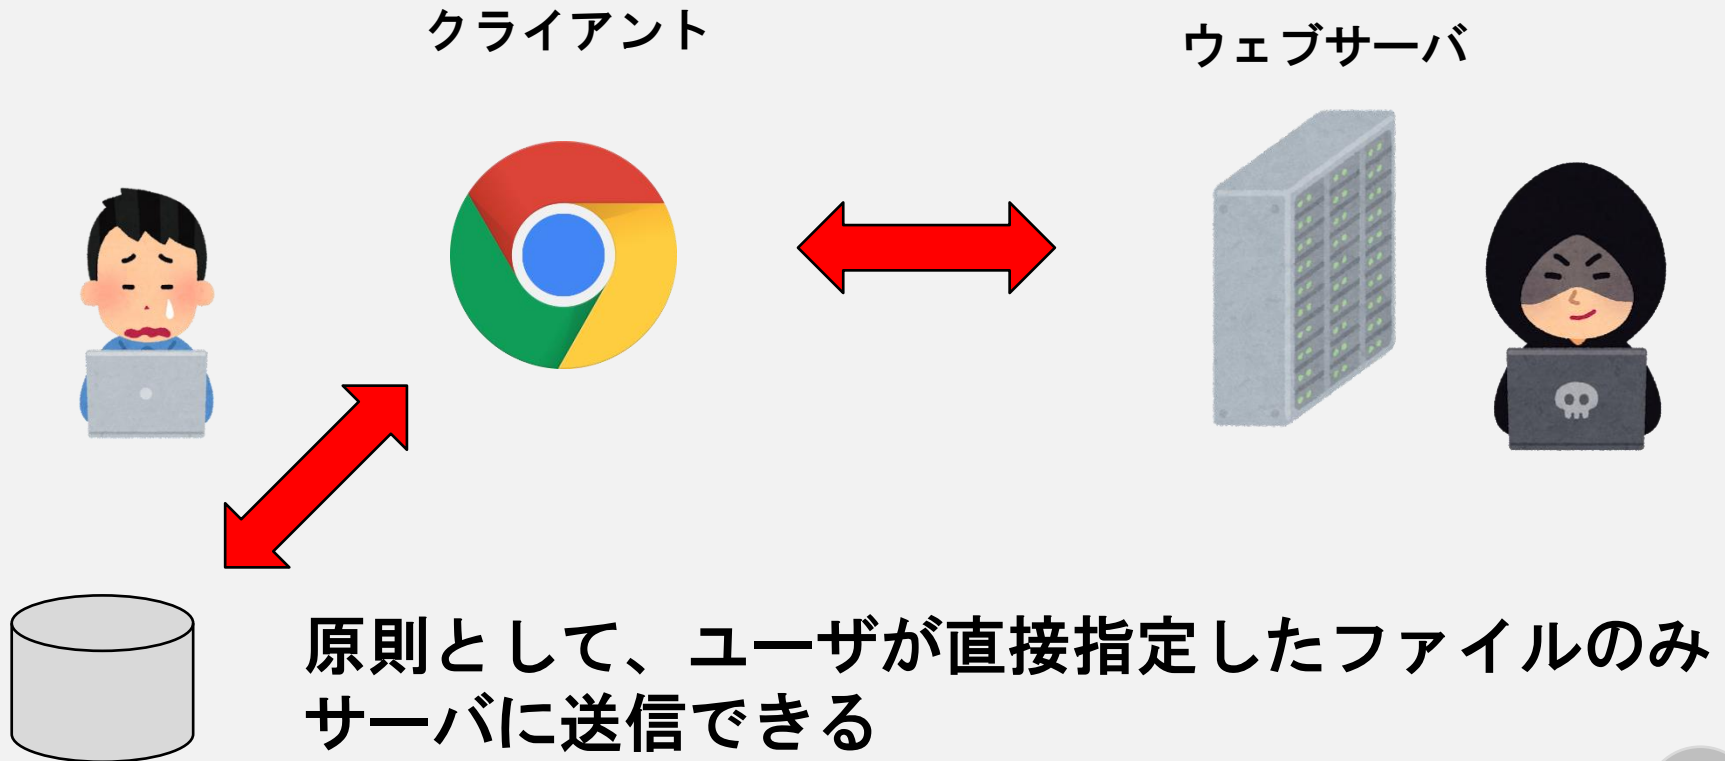 クライアント
ウェブサーバ
原則として、ユーザが直接指定したファイルのみ
サーバに送信できる